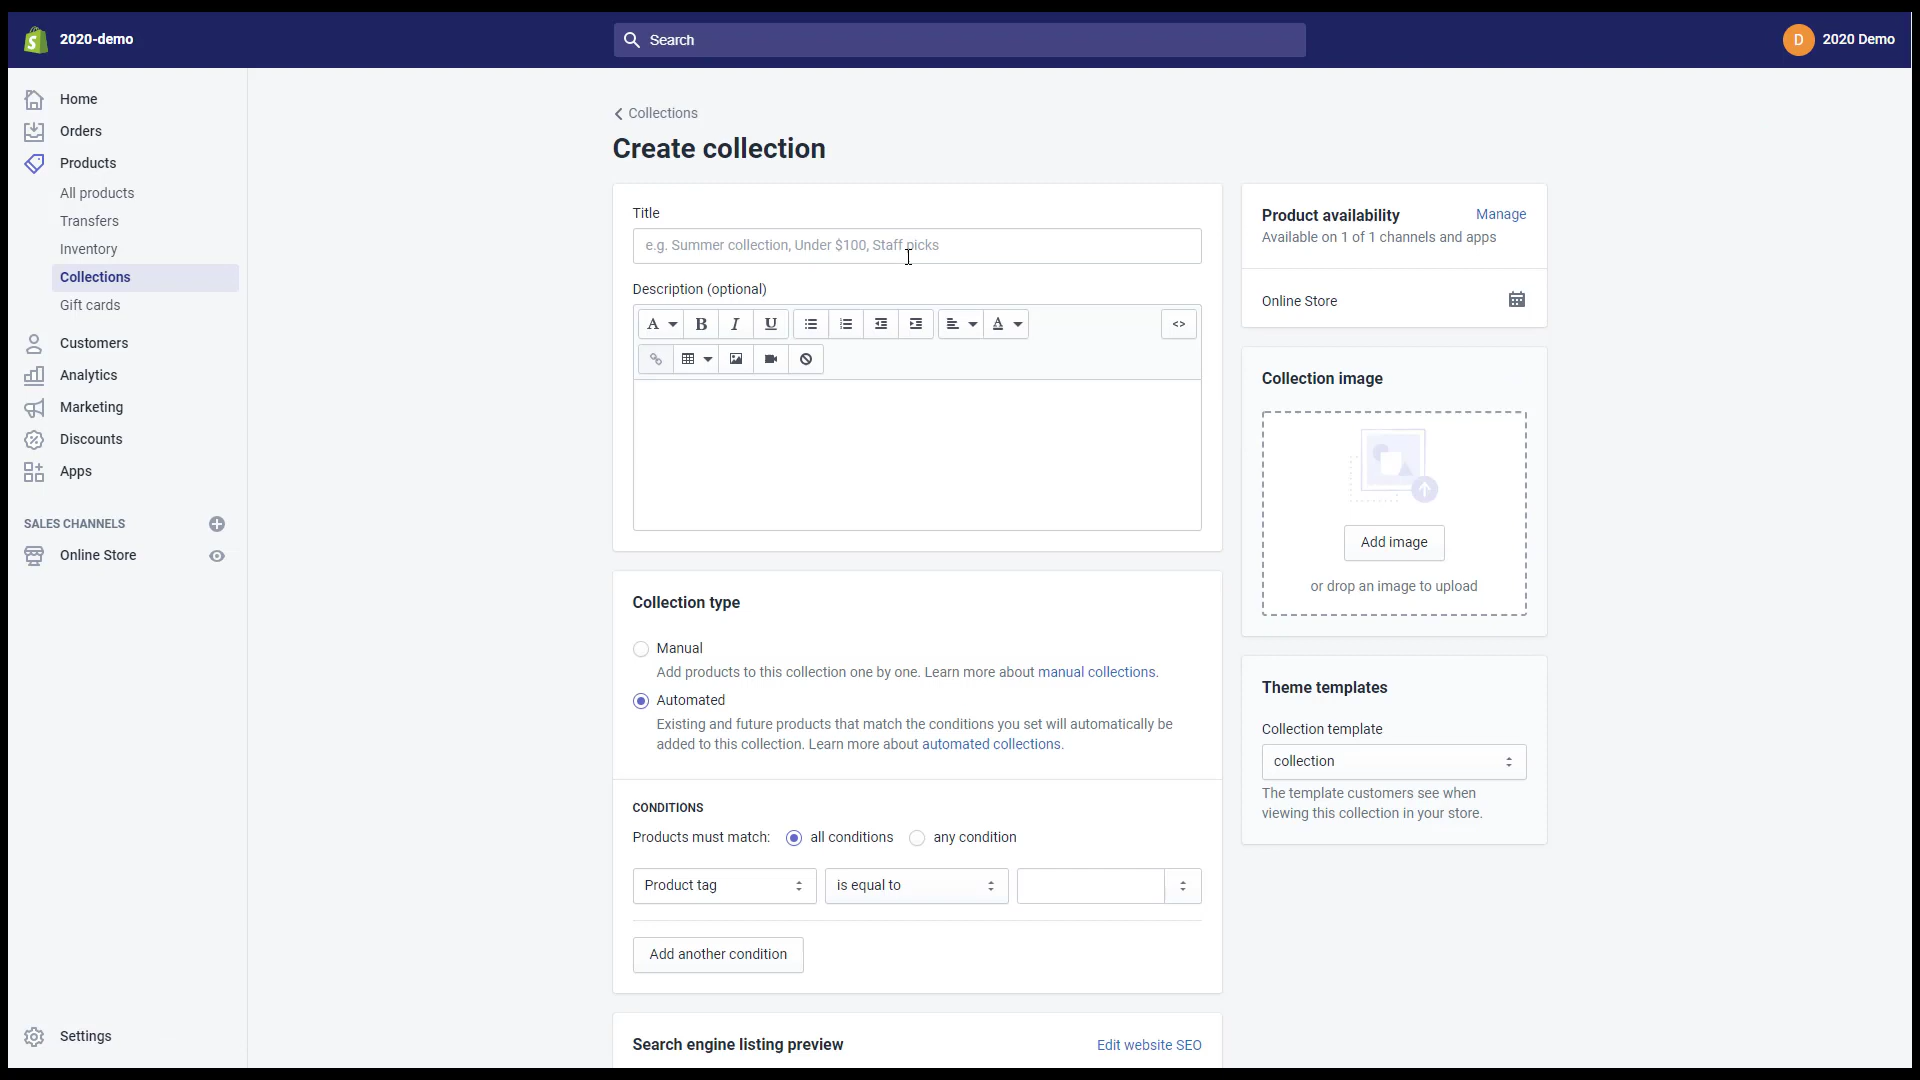 2020-demo
Search
D
2020 Demo
Home
Orders
Products
All products
Transfers
Inventory
Collections
Gift cards
Customers
Analytics
Marketing
Discounts
Apps
SALES CHANNELS
Online Store
Settings
Collections
Create collection
Title
e.g. Summer collection, Under $100, Staff picks
Description (optional)
A
B
I
U
A
<>
Collection type
Manual
Add products to this collection one by one. Learn more about manual collections.
Automated
Existing and future products that match the conditions you set will automatically be
added to this collection. Learn more about automated collections.
CONDITIONS
Products must match: all conditions any condition
Product tag
is equal to
Add another condition
Search engine listing preview
Edit website SEO
Product availability
Manage
Available on 1 of 1 channels and apps
Online Store
Collection image
Add image
or drop an image to upload
Theme templates
Collection template
collection
The template customers see when
viewing this collection in your store.